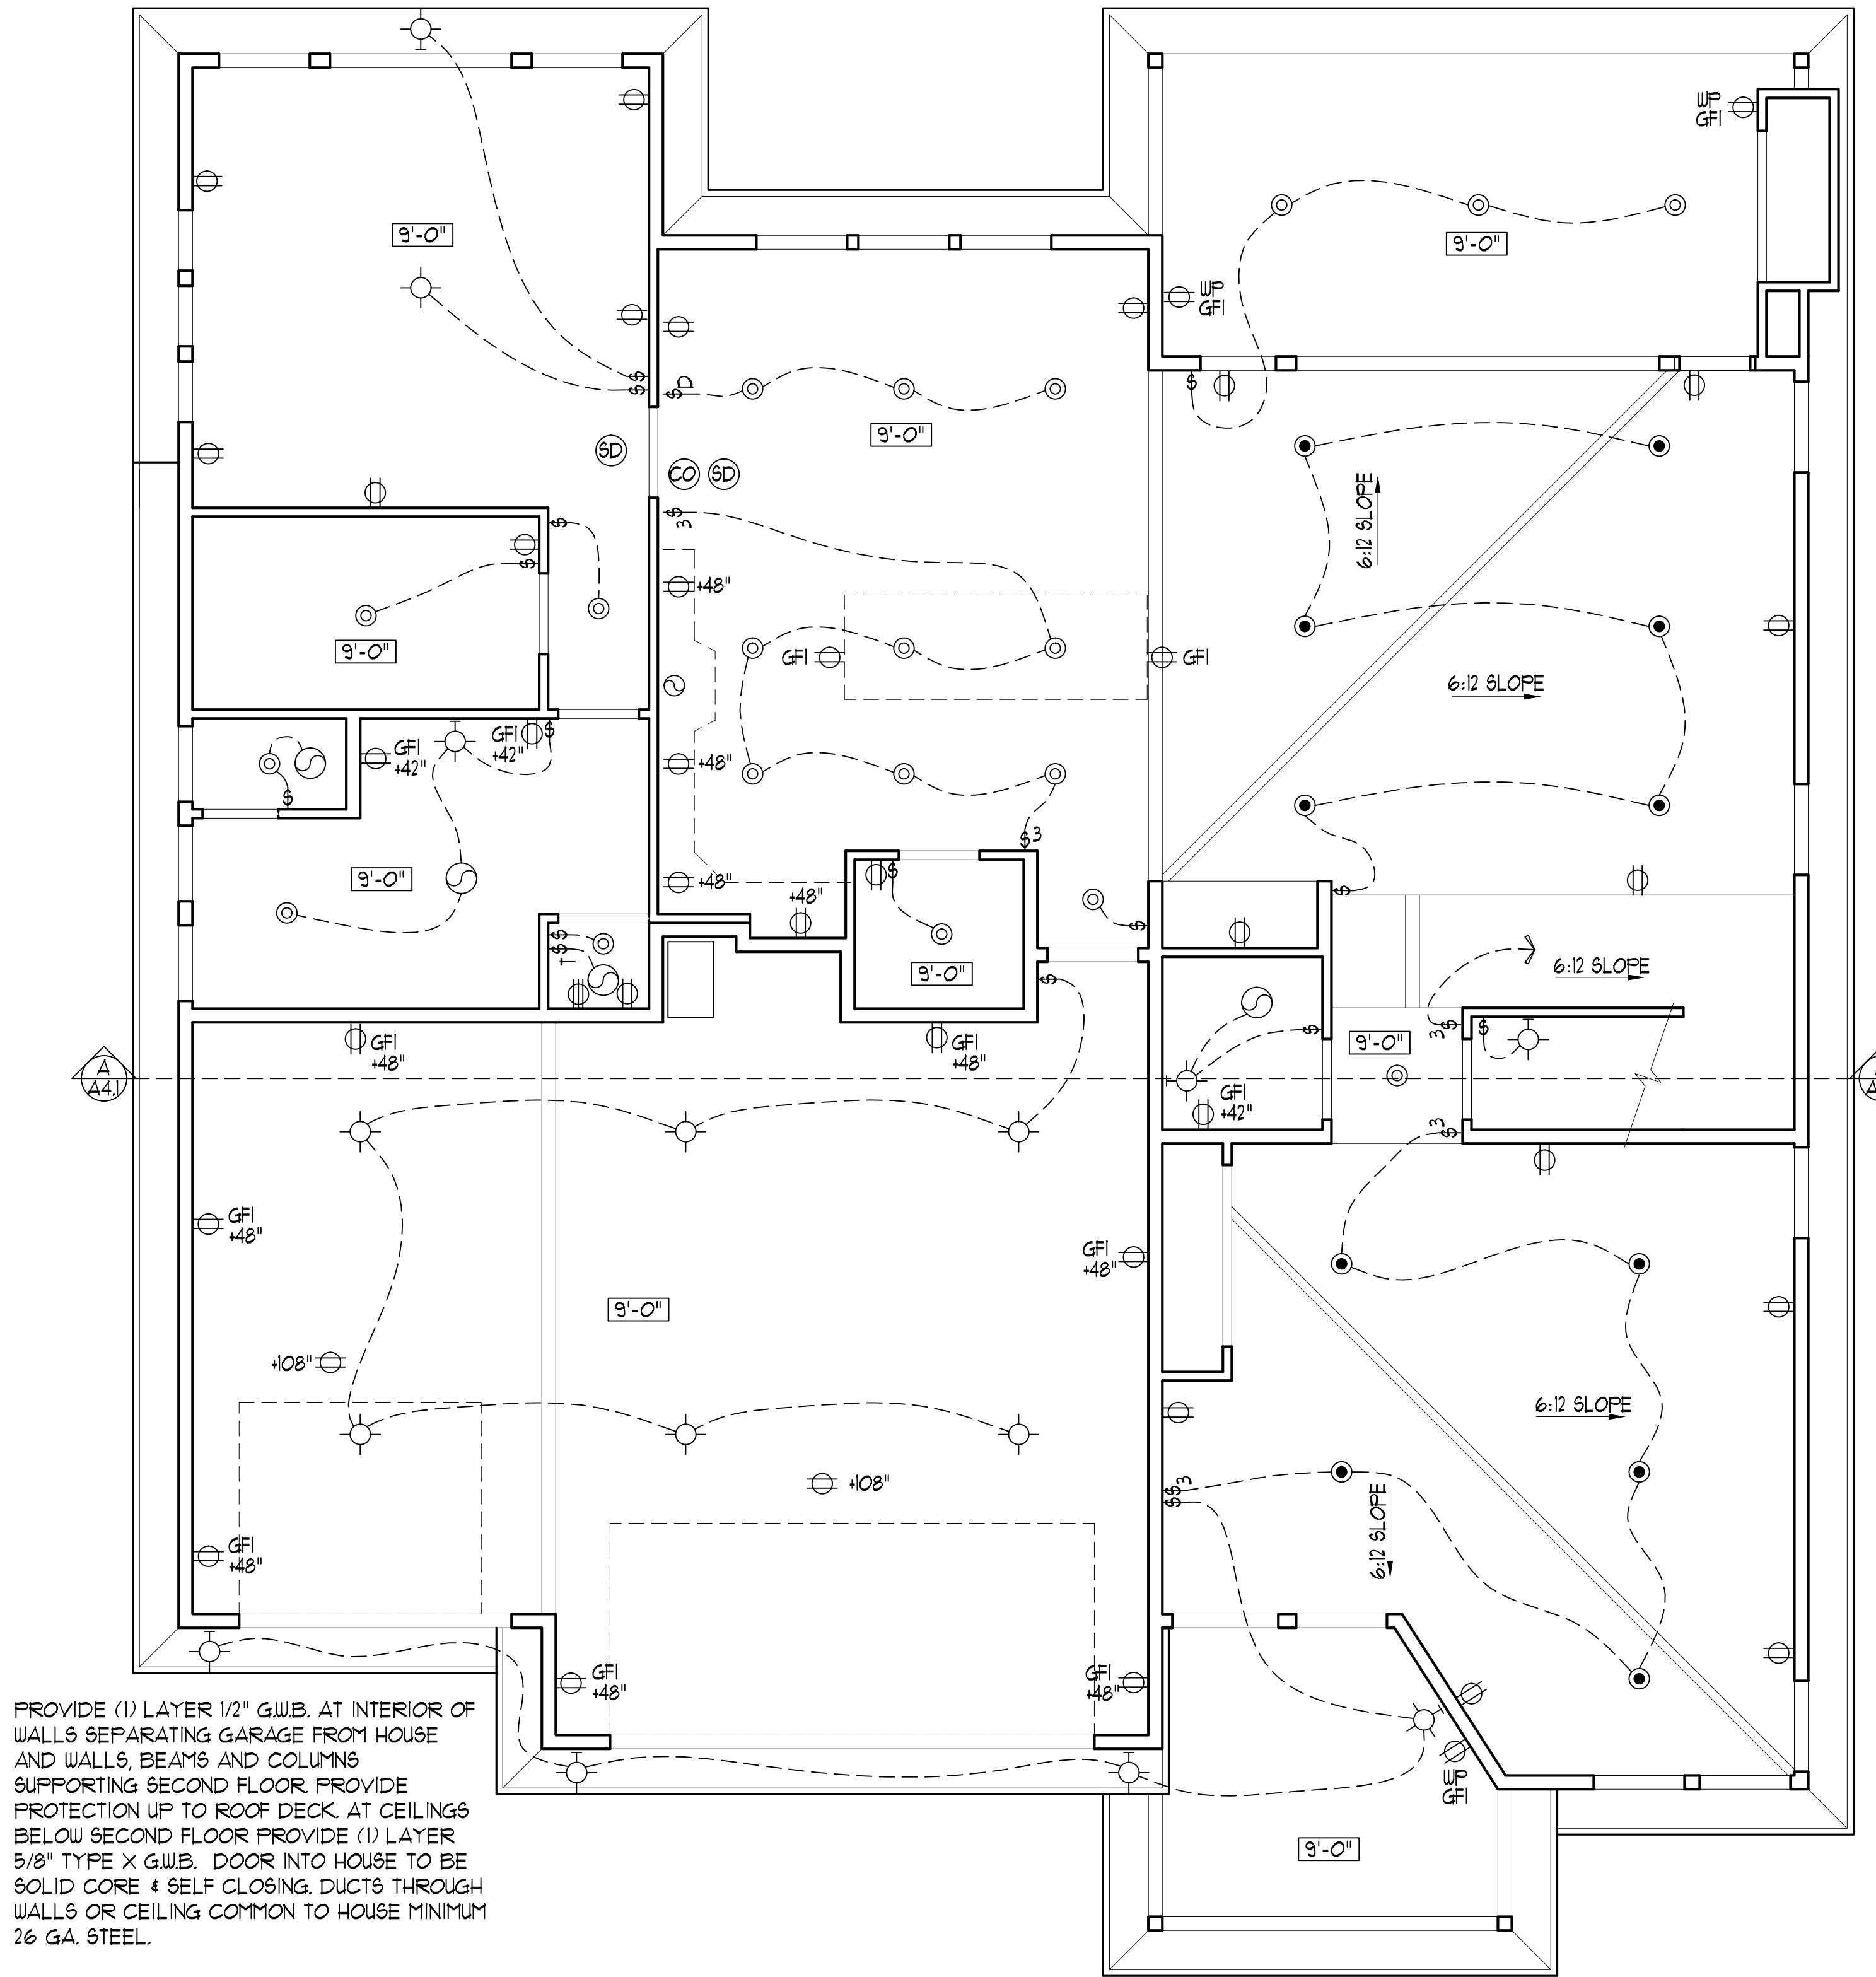 WP
GFI
9'-0"
9'-0"
WP
GFI
$
$
$
D
$
9'-0"
SD
CO
SD
6:12 SLOPE
$
3
$
$
+48"
9'-0"
GFI
GFI
6:12 SLOPE
GFI
+42"
GFI
+42"
$
$
+48"
$3
9'-0"
+48"
+48"
$
$
$
$
$
T
9'-0"
6:12 SLOPE
$
$
3
$
$
9'-0"
GFI
+48"
GFI
+48"
A
A4.1
A
GFI
+42"
3
$
GFI
+48"
GFI
+48"
9'-0"
+108"
6:12 SLOPE
+108"
$
3
$
6:12 SLOPE
GFI
+48"
GFI
+48"
GFI
+48"
WP
GFI
9'-0"
PROVIDE (1) LAYER 1/2" G.W.B. AT INTERIOR OF
WALLS SEPARATING GARAGE FROM HOUSE
AND WALLS, BEAMS AND COLUMNS
SUPPORTING SECOND FLOOR. PROVIDE
PROTECTION UP TO ROOF DECK. AT CEILINGS
BELOW SECOND FLOOR PROVIDE (1) LAYER
5/8" TYPE X G.W.B. DOOR INTO HOUSE TO BE
SOLID CORE & SELF CLOSING. DUCTS THROUGH
WALLS OR CEILING COMMON TO HOUSE MINIMUM
26 GA. STEEL.